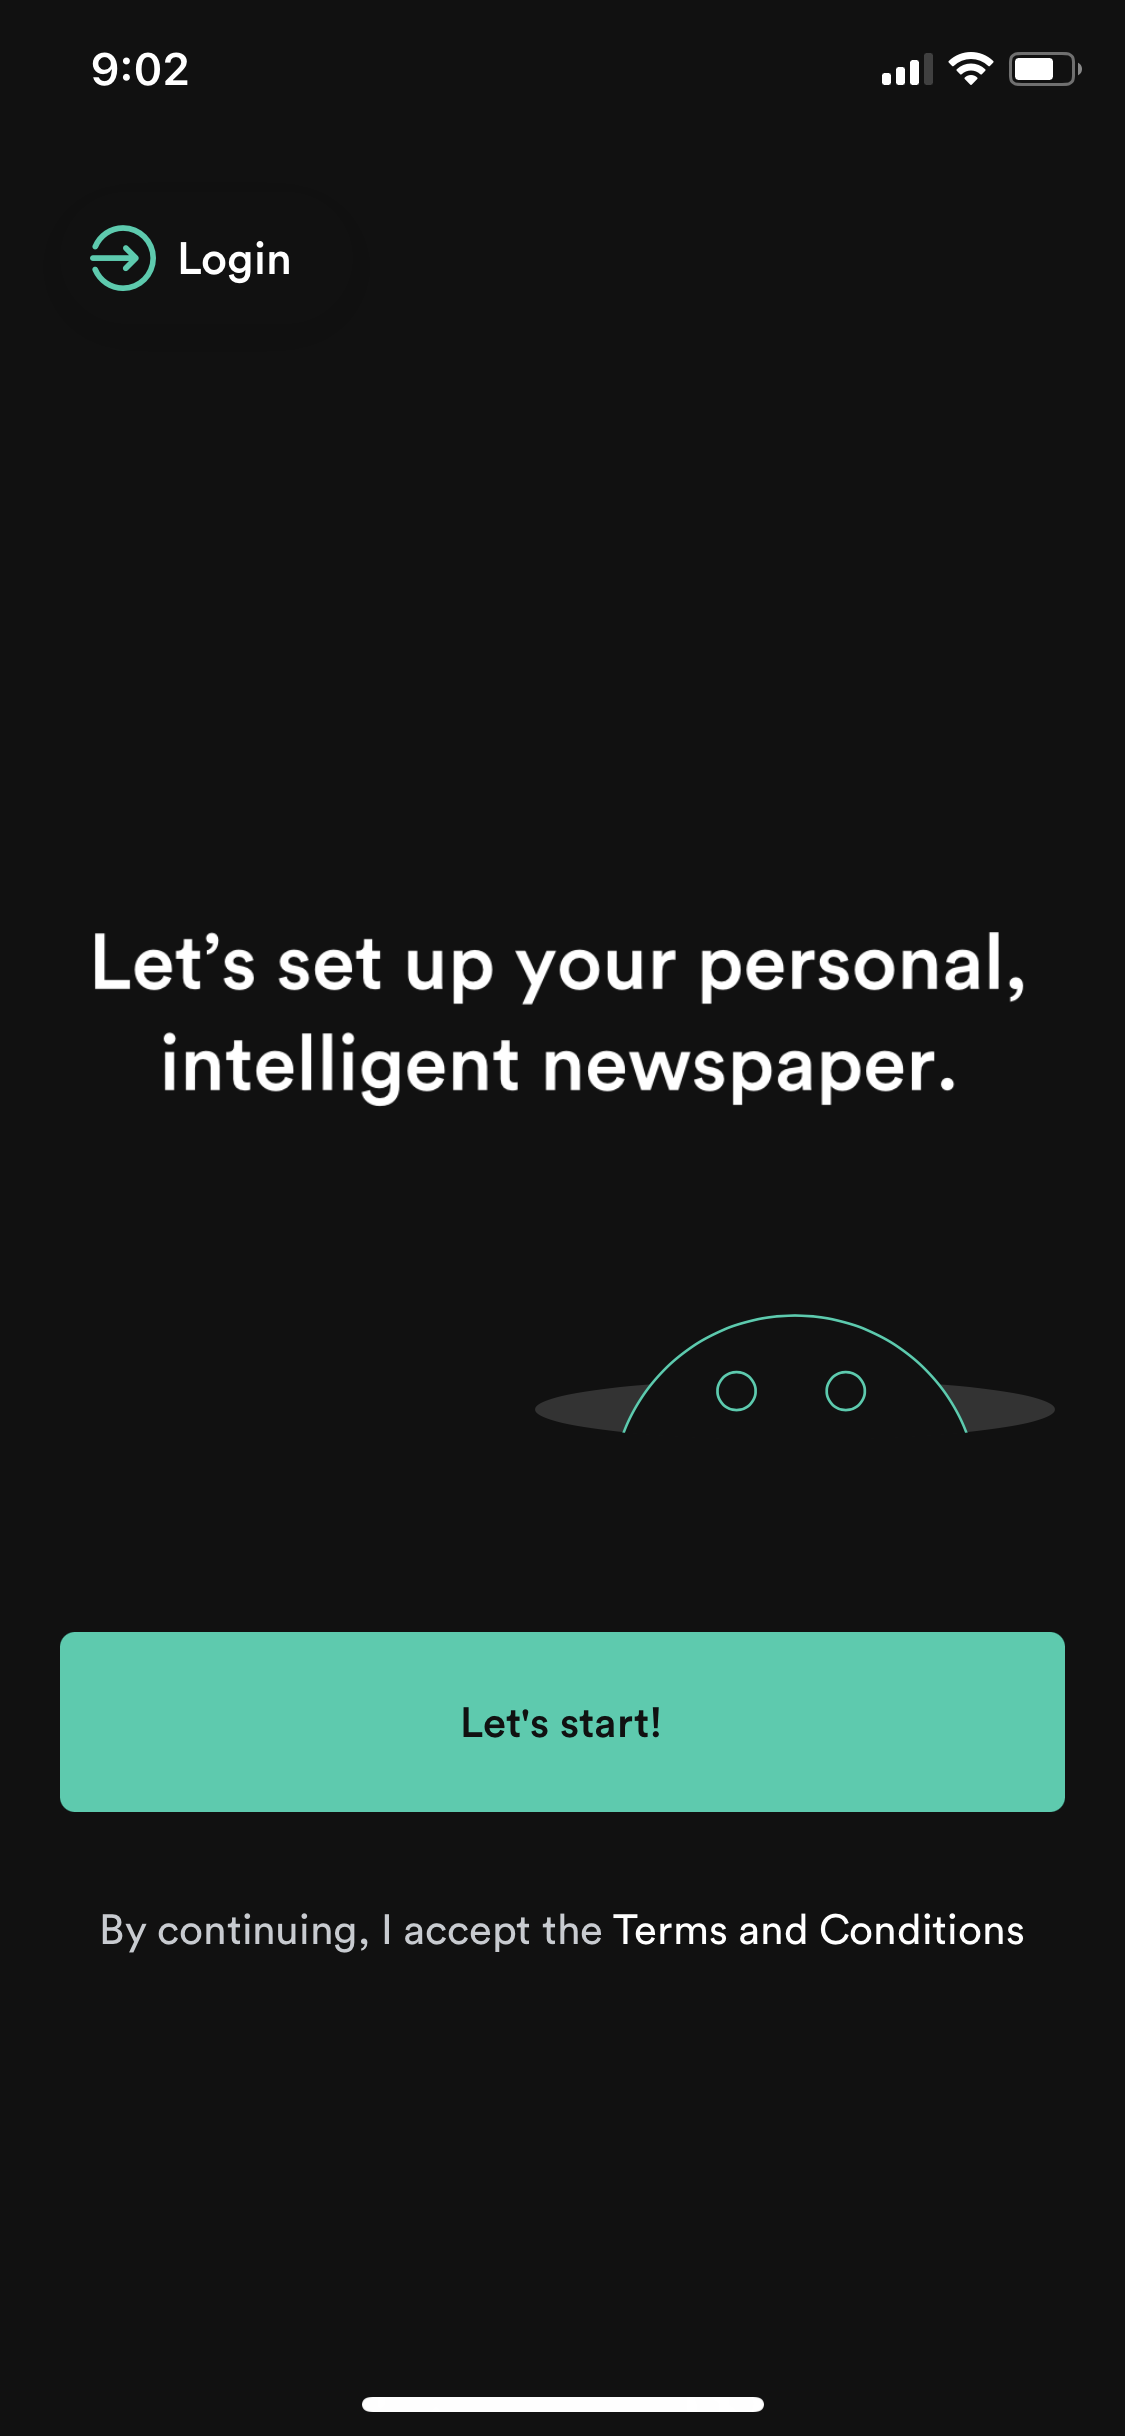 9:02
Login
Let’s set up your personal,
intelligent newspaper.
Let's start!
By continuing, I accept the Terms and Conditions